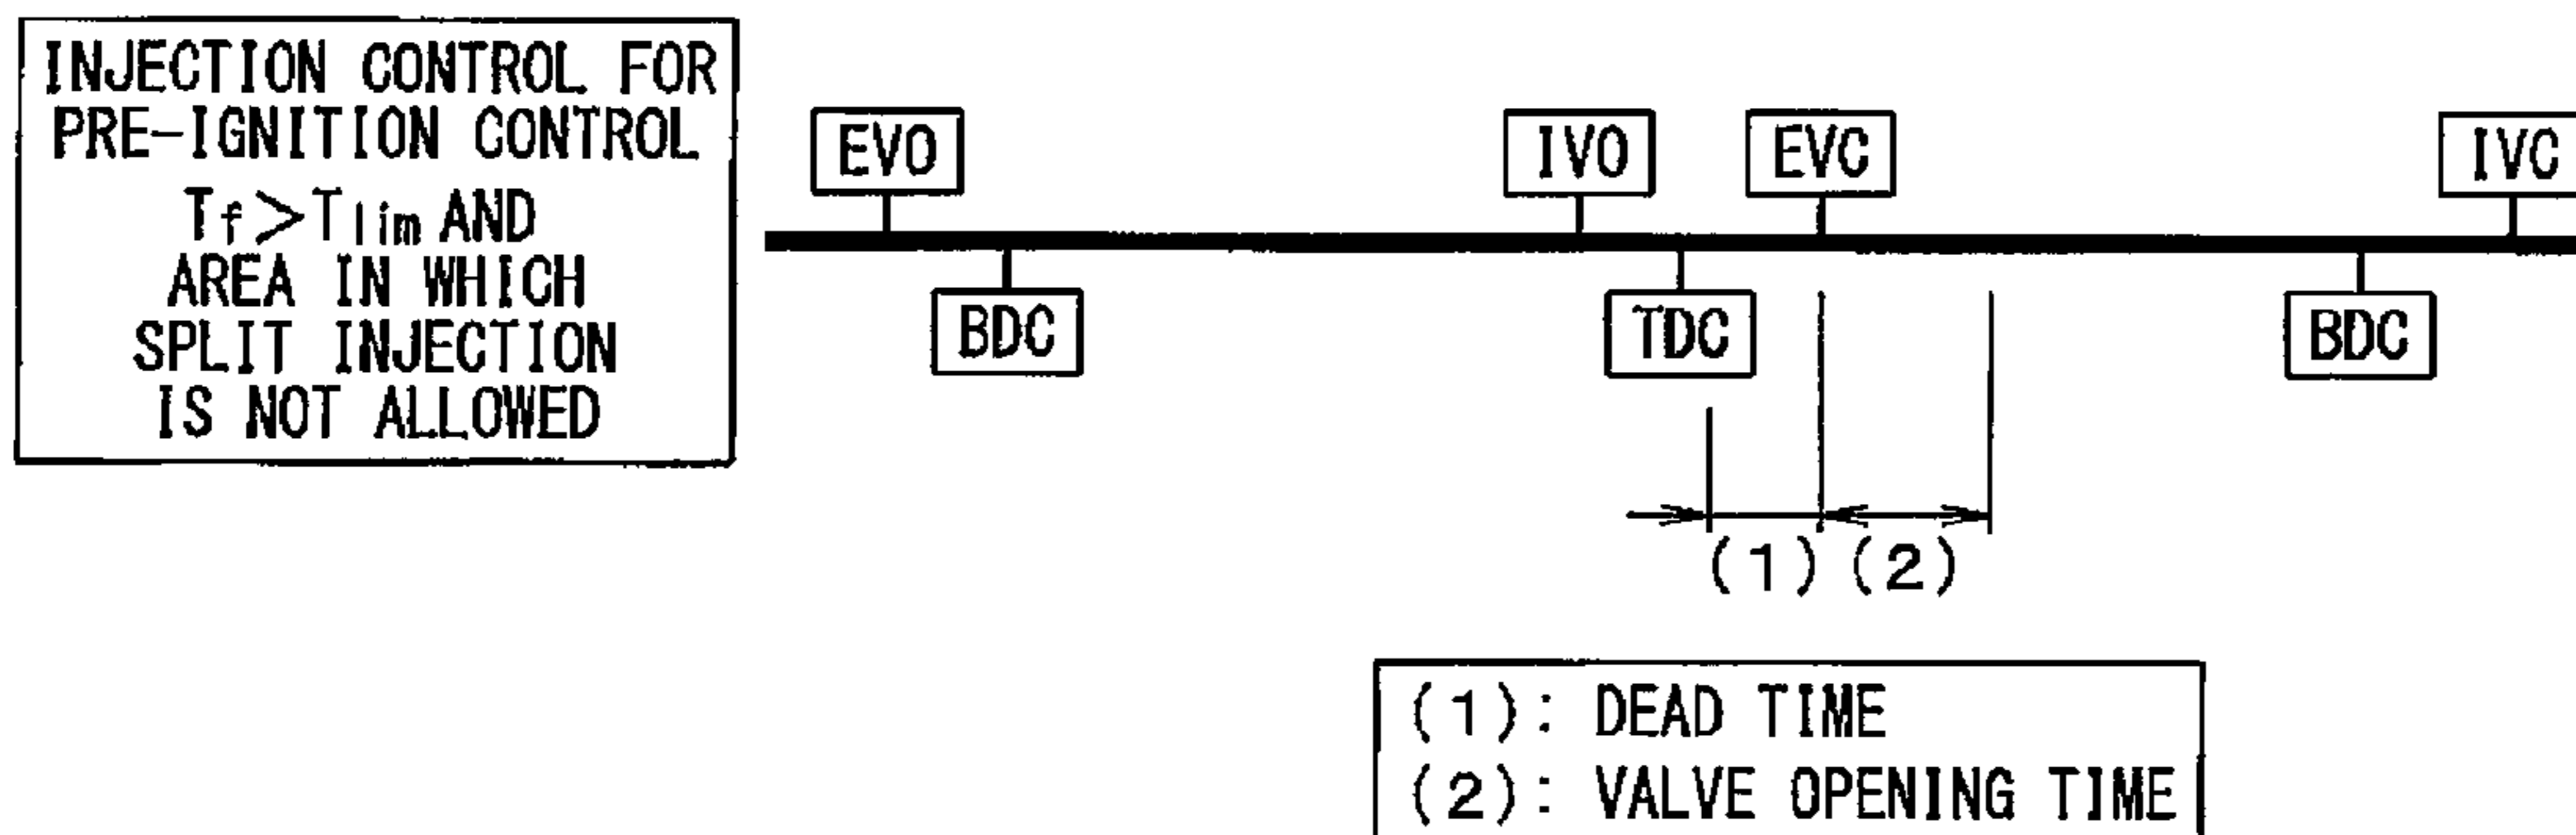 INJECTION CONTROL FOR
PRE-IGNITION CONTROL
Tf>Tlim AND
AREA IN WHICH
SPLIT INJECTION
IS NOT ALLOWED
EVO
IVO
EVC
IVC
BDC
TDC
BDC
(1)
(2)
(1): DEAD TIME
(2): VALVE OPENING TIME